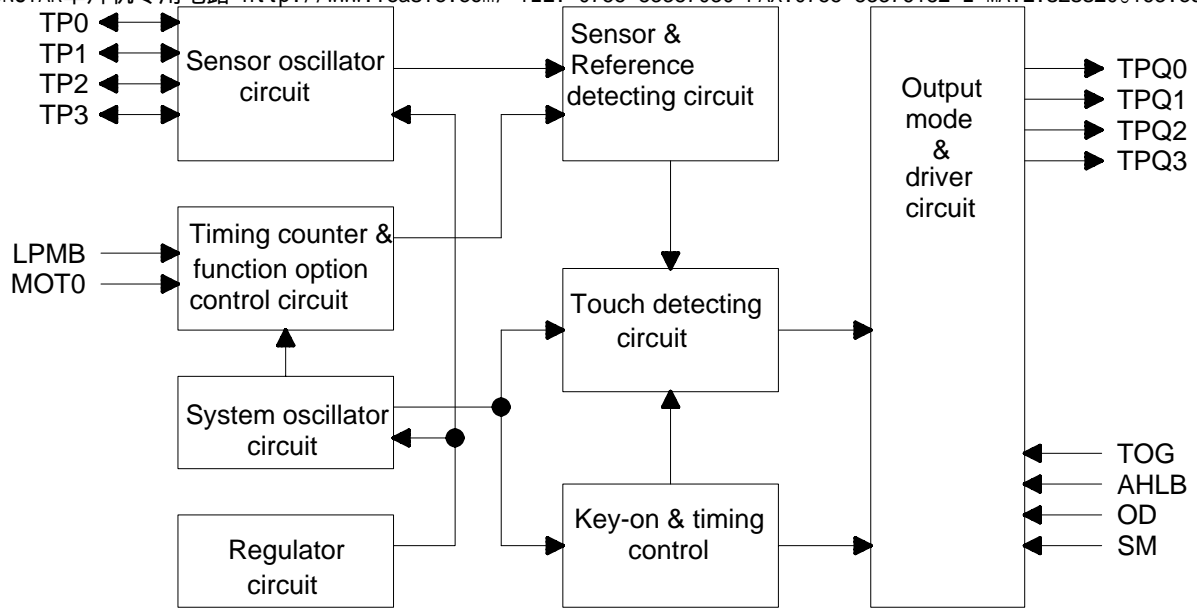 TP0
TP1
TP2
TP3
Sensor oscillator
circuit
Sensor &
Reference
detecting circuit
Output
mode
&
driver
circuit
TPQ0
TPQ1
TPQ2
TPQ3
LPMB
MOT0
Timing counter &
function option
control circuit
Touch detecting
circuit
System oscillator
circuit
Regulator
circuit
Key-on & timing
control
TOG
AHLB
OD
SM